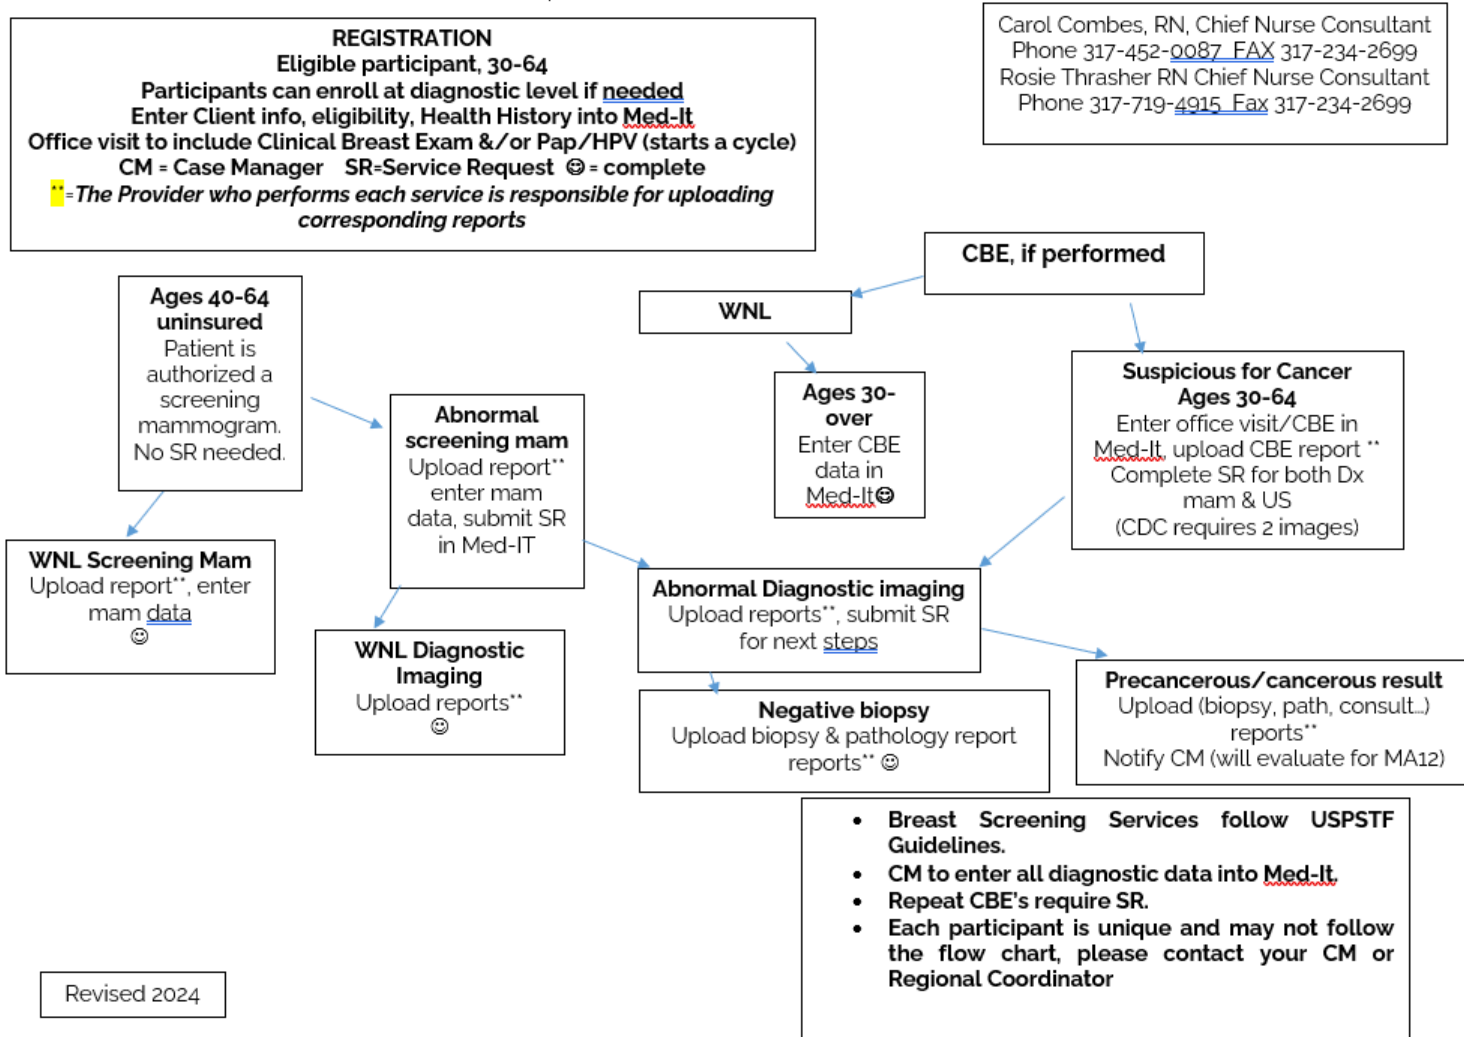 REGISTRATION
Eligible participant, 30-64
Participants can enroll at diagnostic level if needed
Enter Client info, eligibility, Health History into Med-It
Office visit to include Clinical Breast Exam &/or Pap/HPV (starts a cycle)
CM = Case Manager SR=Service Request ☺ = complete
**=The Provider who performs each service is responsible for uploading
corresponding reports
Carol Combes, RN, Chief Nurse Consultant
Phone 317-452-0087 FAX 317-234-2699
Rosie Thrasher RN Chief Nurse Consultant
Phone 317-719-4915 Fax 317-234-2699
CBE, if performed
WNL
Ages 40-64
uninsured
Patient is
authorized a
screening
mammogram.
No SR needed.
Abnormal
screening mam
Upload report**
enter mam
data, submit SR
in Med-IT
Ages 30-
over
Enter CBE
data in
Med-It☺
Suspicious for Cancer
Ages 30-64
Enter office visit/CBE in
Med-It, upload CBE report **
Complete SR for both Dx
mam & US
(CDC requires 2 images)
WNL Screening Mam
Upload report**, enter
mam data
☺
WNL Diagnostic
Imaging
Upload reports**
☺
Abnormal Diagnostic imaging
Upload reports**, submit SR
for next steps
Negative biopsy
Upload biopsy & pathology report
reports** ☺
Precancerous/cancerous result
Upload (biopsy, path, consult…)
reports**
Notify CM (will evaluate for MA12)
• Breast Screening Services follow USPSTF
Guidelines.
• CM to enter all diagnostic data into Med-It.
• Repeat CBE's require SR.
• Each participant is unique and may not follow
the flow chart, please contact your CM or
Regional Coordinator
Revised 2024